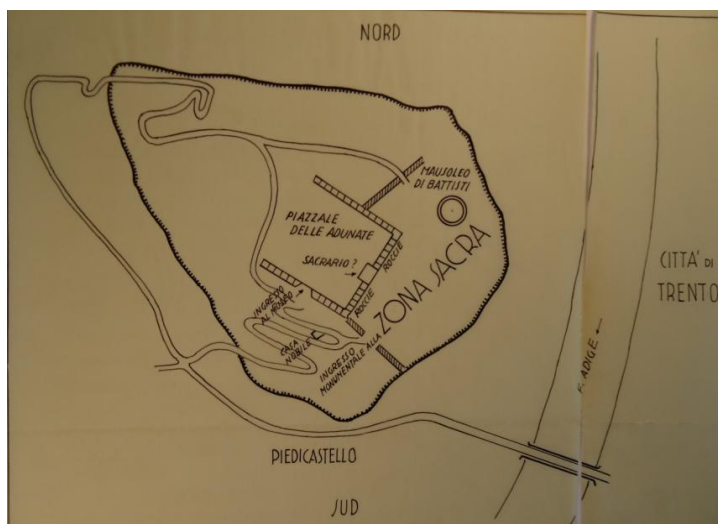 NORD
MAUSOLEO
DI BATTISTI
PIAZZALE
DELLE ADUNATE
SACRARIO?
ROCCIE
ROCCIE
ZONA SACRA
INGRESSO
AL MUSEO
CASA
NOBILE
INGRESSO
MONUMENTALE ALLA
CITTA' DI
TRENTO
F. ADIGE
PIEDICASTELLO
SUD